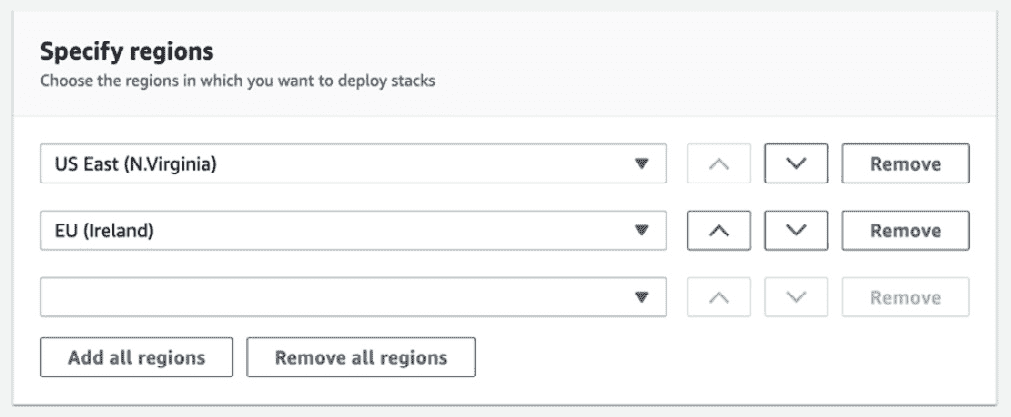 Specify regions
Choose the regions in which you want to deploy stacks
US East (N.Virginia) Remove
EU (Ireland) Remove
Remove
Add all regions Remove all regions